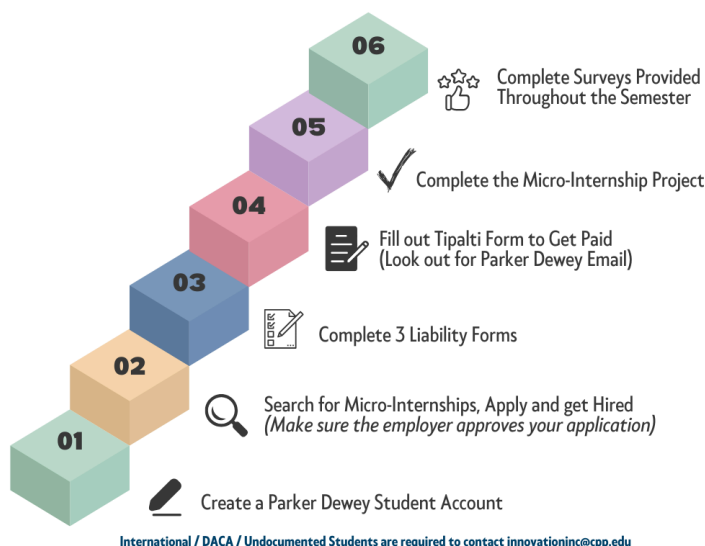 06
Complete Surveys Provided
Throughout the Semester
05
Complete the Micro-Internship Project
04
Fill out Tipalti Form to Get Paid
(Look out for Parker Dewey Email)
03
Complete 3 Liability Forms
02
Search for Micro-Internships, Apply and get Hired
(Make sure the employer approves your application)
01
Create a Parker Dewey Student Account
International / DACA / Undocumented Students are required to contact innovationinc@cpp.edu